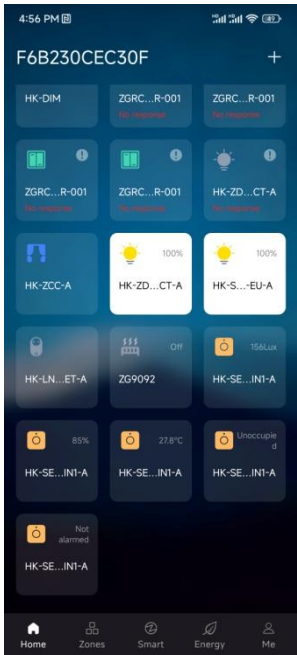 4:56 PM
89
F6B230CEC30F
+
HK-DIM
ZGRC...R-001
ZGRC...R-001
No response
No response
ZGRC...R-001
ZGRC...R-001
HK-ZD...CT-A
No response
No response
No response
HK-ZCC-A
100%
HK-ZD...CT-A
100%
HK-S...-EU-A
HK-LN...ET-A
Off
ZG9092
156Lux
HK-SE...IN1-A
85%
HK-SE...IN1-A
27.8°C
HK-SE...IN1-A
Unoccupie
d
HK-SE...IN1-A
Not
alarmed
HK-SE...IN1-A
Home
Zones
Smart
Energy
Me